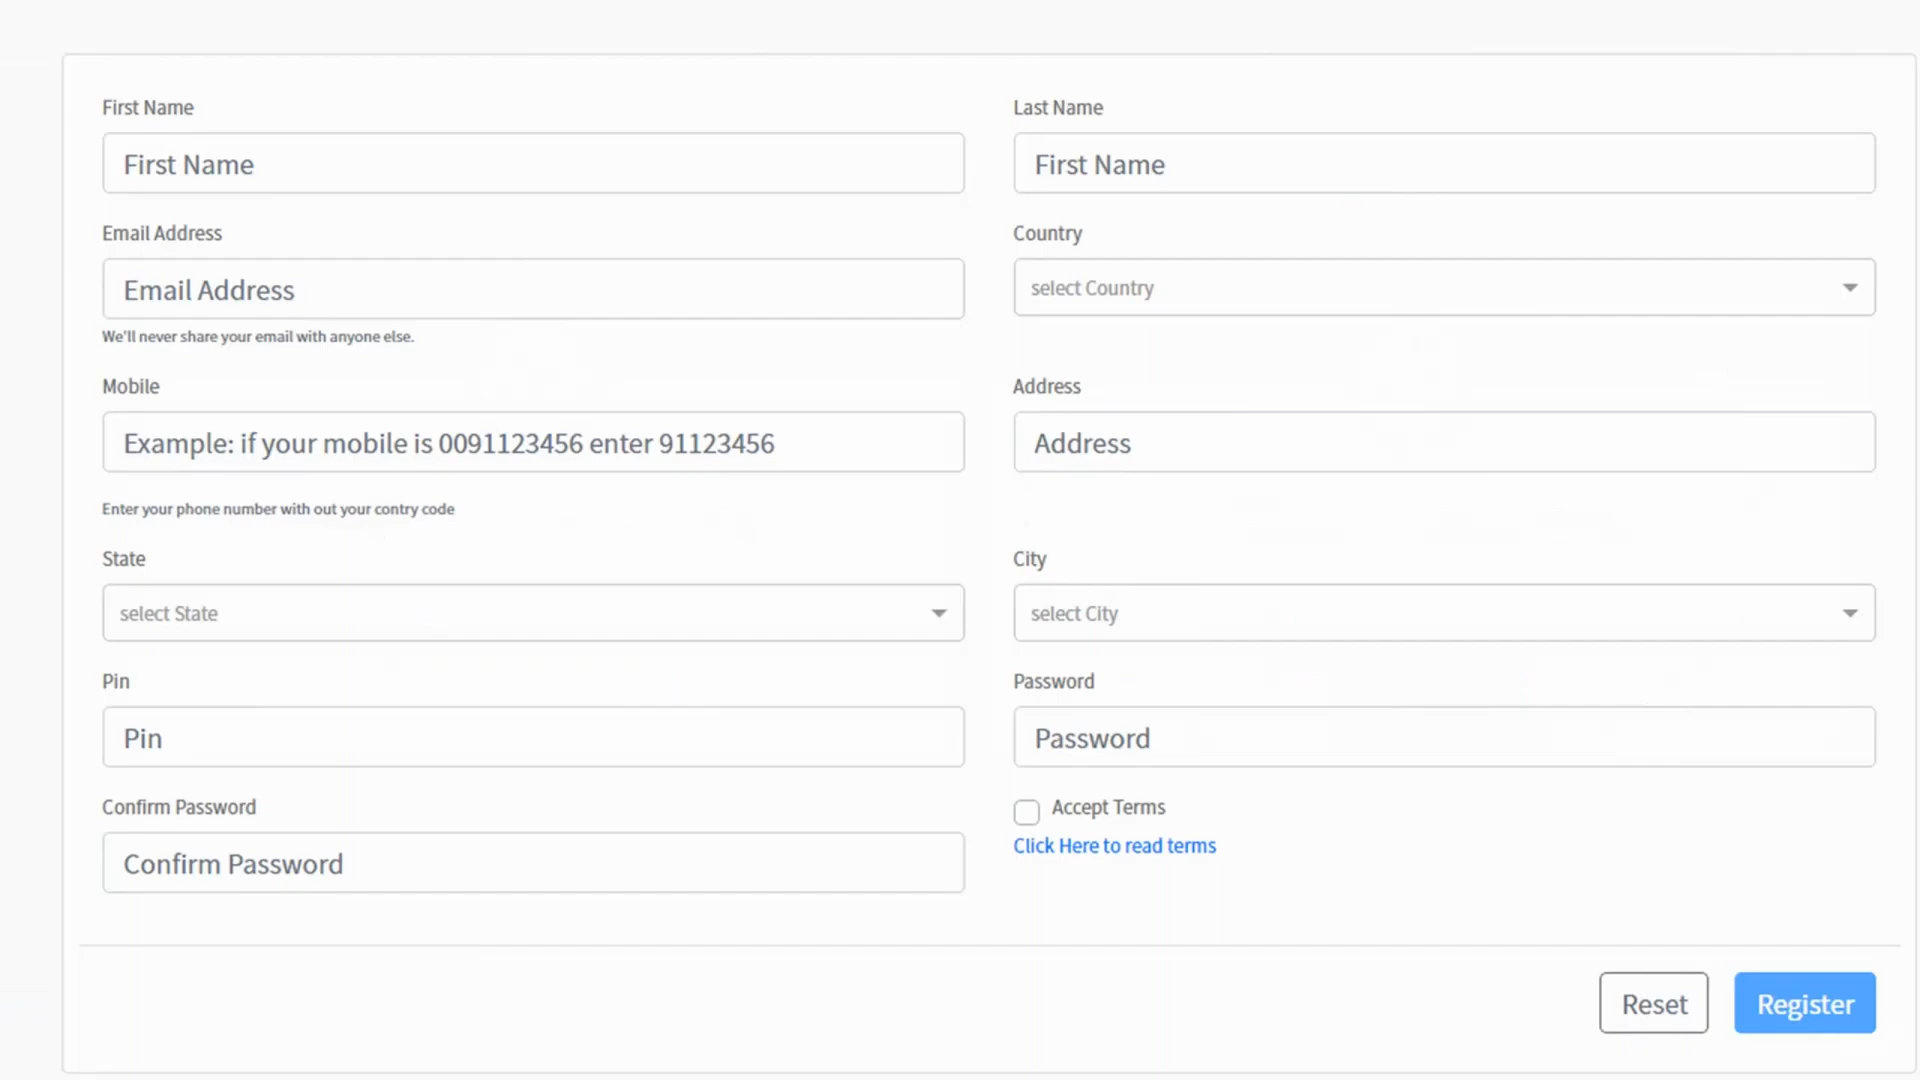 First Name
Last Name
First Name
First Name
Email Address
Country
Email Address
select Country
We'll never share your email with anyone else.
Mobile
Address
Example: if your mobile is 0091123456 enter 91123456
Address
Enter your phone number with out your contry code
State
City
select State
select City
Pin
Password
Pin
Password
Confirm Password
Accept Terms
Click Here to read terms
Confirm Password
Reset
Register